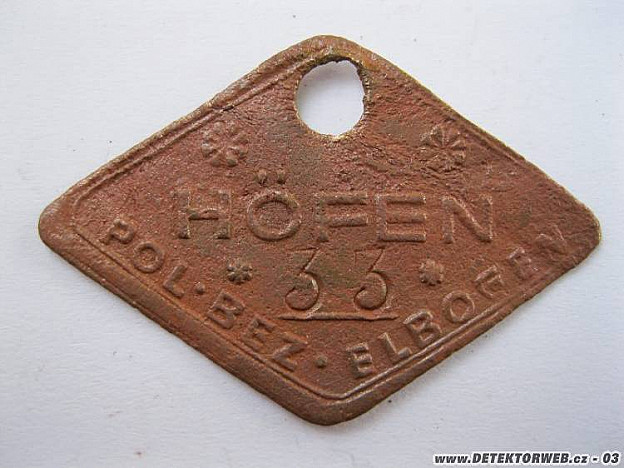 HÖFEN
33
POL·BEZ·ELBOGEN
www.DETEKTORWEB.cz - 03